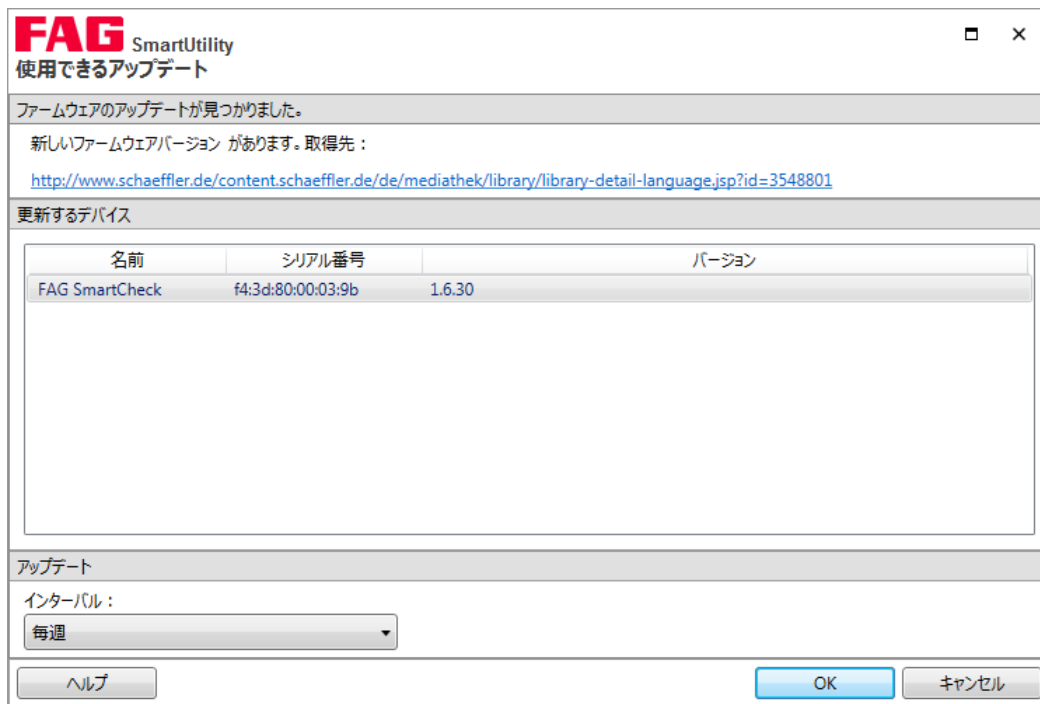 FAG SmartUtility
使用できるアップデート
ファームウェアのアップデートが見つかりました。
新しいファームウェアバージョン があります。取得先：
http://www.schaeffler.de/content.schaeffler.de/de/mediathek/library/library-detail-language.jsp?id=3548801
更新するデバイス
名前 シリアル番号 バージョン
FAG SmartCheck f4:3d:80:00:03:9b 1.6.30
アップデート
インターバル：
毎週
ヘルプ OK キャンセル